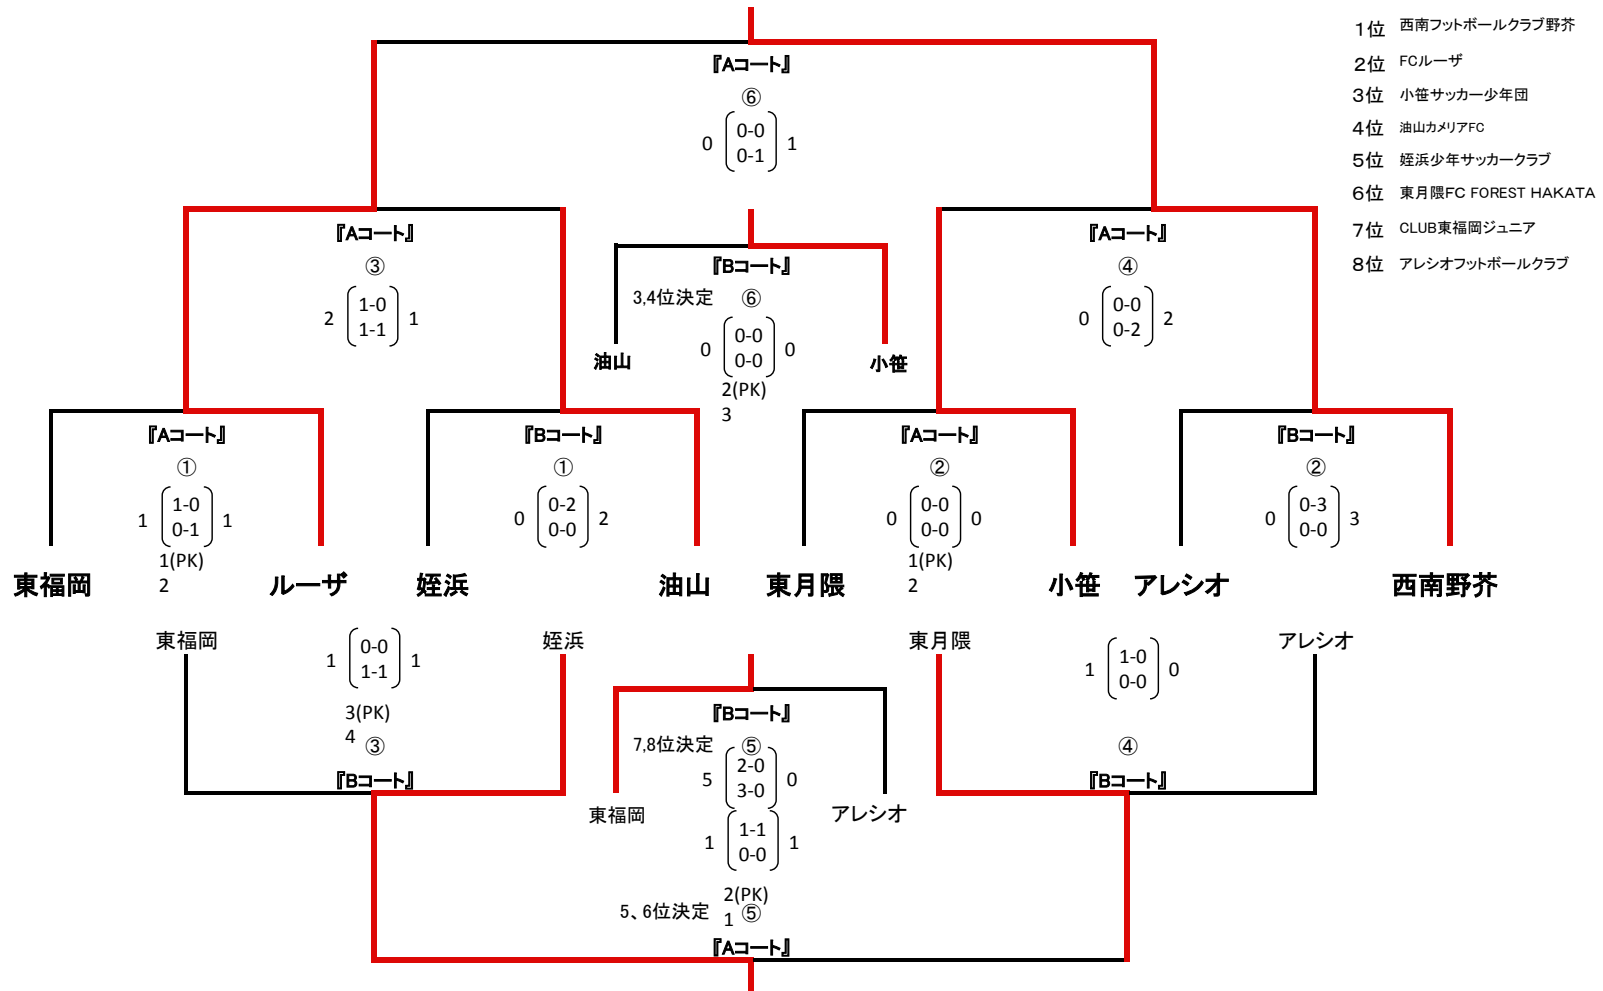 1位 西南フットボールクラブ野芥
2位 FCルーザ
3位 小笹サッカー少年団
4位 油山カメリアFC
5位 姪浜少年サッカークラブ
6位 東月隈FC FOREST HAKATA
7位 CLUB東福岡ジュニア
8位 アレシオフットボールクラブ
『Aコート』
⑥
0-0
0 1
0-1
『Aコート』
③
1-0
2 1
1-1
『Bコート』
3,4位決定 ⑥
0-0
0 0
0-0
2(PK)
3
油山 小笹
『Aコート』
④
0-0
0 2
0-2
『Aコート』
①
1-0
1 1
0-1
1(PK)
2
『Bコート』
①
0-2
0 2
0-0
『Aコート』
②
0-0
0 0
0-0
1(PK)
2
『Bコート』
②
0-3
0 3
0-0
東福岡 ルーザ 姪浜 油山 東月隈 小笹 アレシオ 西南野芥
東福岡 姪浜 東月隈 アレシオ
0-0
1 1
1-1
3(PK)
4
③
『Bコート』
1-0
1 0
0-0
④
『Bコート』
『Bコート』
7,8位決定 ⑤
2-0
5 0
3-0
東福岡 アレシオ
1-1
1 1
0-0
2(PK)
5、6位決定 1 ⑤
『Aコート』